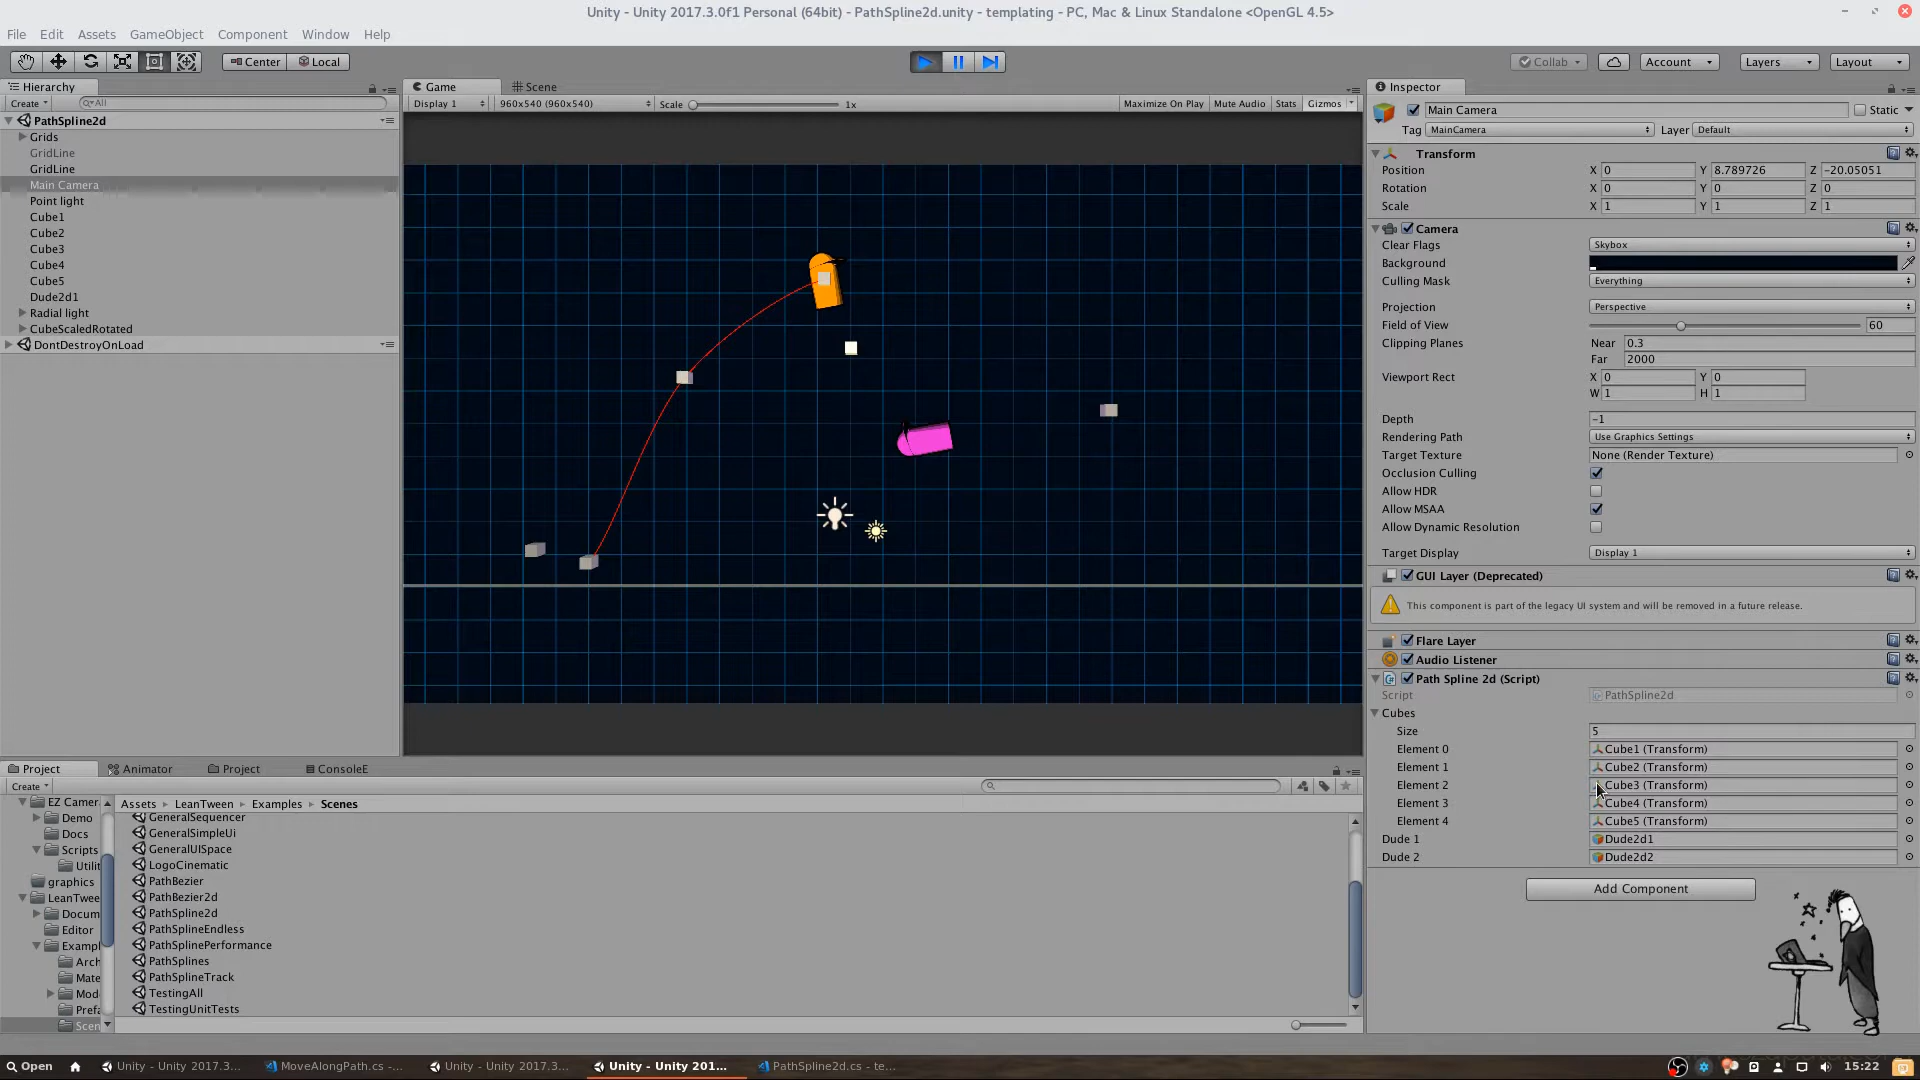 Unity - Unity 2017.3.0f1 Personal (64bit) - PathSpline2d.unity - templating - PC, Mac & Linux Standalone <OpenGL 4.5>
File Edit Assets GameObject Component Window Help
Center Local Collab Account Layers Layout
Hierarchy
Create All
PathSpline2d
Grids
GridLine
GridLine
Main Camera
Point light
Cube1
Cube2
Cube3
Cube4
Cube5
Dude2d1
Radial light
CubeScaledRotated
DontDestroyOnLoad
Game Scene
Display 1 960x540 (960x540) Scale 1x Maximize On Play Mute Audio Stats Gizmos
Inspector
Main Camera Static
Tag MainCamera Layer Default
Transform
Position X 0 Y 8.789726 Z -20.05051
Rotation X 0 Y 0 Z 0
Scale X 1 Y 1 Z 1
Camera
Clear Flags Skybox
Background
Culling Mask Everything
Projection Perspective
Field of View 60
Clipping Planes Near 0.3
Far 2000
Viewport Rect X 0 Y 0
W 1 H 1
Depth -1
Rendering Path Use Graphics Settings
Target Texture None (Render Texture)
Occlusion Culling
Allow HDR
Allow MSAA
Allow Dynamic Resolution
Target Display Display 1
GUI Layer (Deprecated)
This component is part of the legacy UI system and will be removed in a future release.
Flare Layer
Audio Listener
Path Spline 2d (Script)
Script PathSpline2d
Cubes
Size 5
Element 0 Cube1 (Transform)
Element 1 Cube2 (Transform)
Element 2 Cube3 (Transform)
Element 3 Cube4 (Transform)
Element 4 Cube5 (Transform)
Dude 1 Dude2d1
Dude 2 Dude2d2
Add Component
Project Animator Project ConsoleE
Create
EZ Camer
Demo
Docs
Scripts
Utilit
graphics
LeanTwee
Docum
Editor
Exampl
Arch
Mate
Mod
Prefa
Scen
Assets LeanTween Examples Scenes
GeneralSequencer
GeneralSimpleUi
GeneralUISpace
LogoCinematic
PathBezier
PathBezier2d
PathSpline2d
PathSplineEndless
PathSplinePerformance
PathSplines
PathSplineTrack
TestingAll
TestingUnitTests
Open Unity - Unity 2017.3... MoveAlongPath.cs -... Unity - Unity 2017.3... Unity - Unity 201... PathSpline2d.cs - te... 15:22